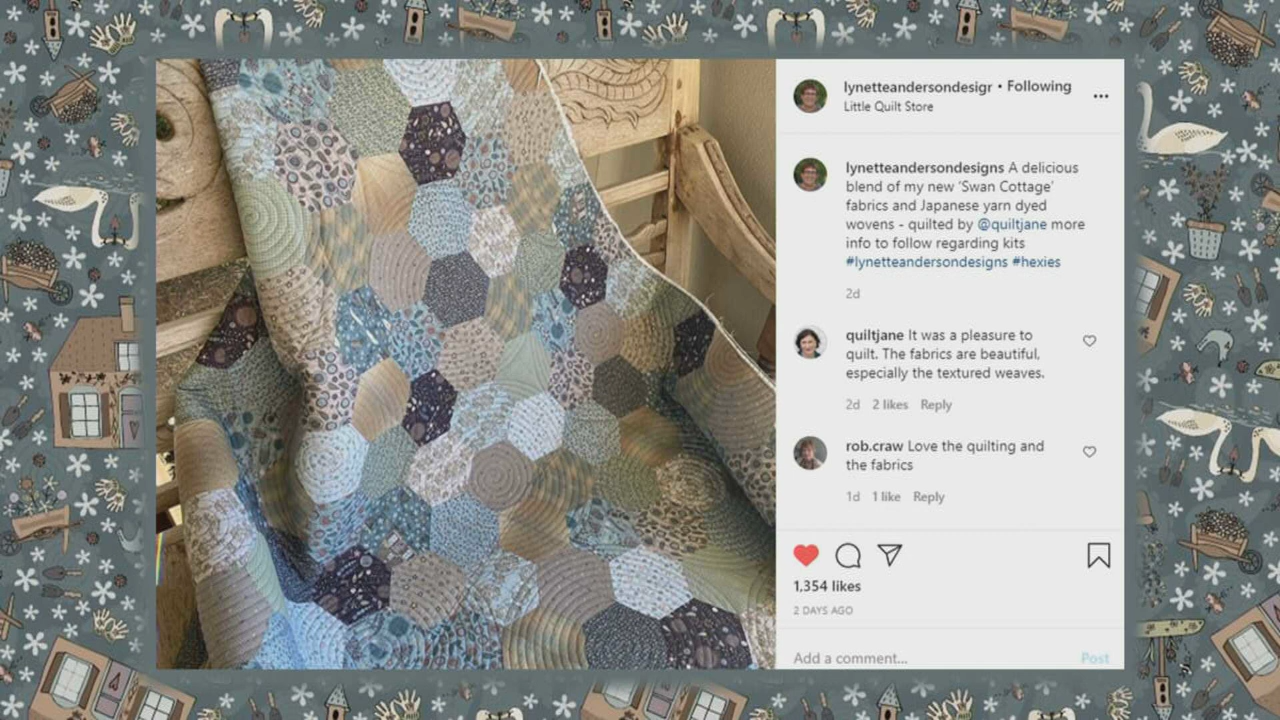 lynetteandersondesigr • Following
Little Quilt Store
lynetteandersondesigns A delicious
blend of my new ‘Swan Cottage’
fabrics and Japanese yarn dyed
wovens - quilted by @quiltjane more
info to follow regarding kits
#lynetteandersondesigns #hexies
2d
quiltjane It was a pleasure to
quilt. The fabrics are beautiful,
especially the textured weaves.
2d 2 likes Reply
rob.craw Love the quilting and
the fabrics
1d 1 like Reply
1,354 likes
2 DAYS AGO
Add a comment... Post